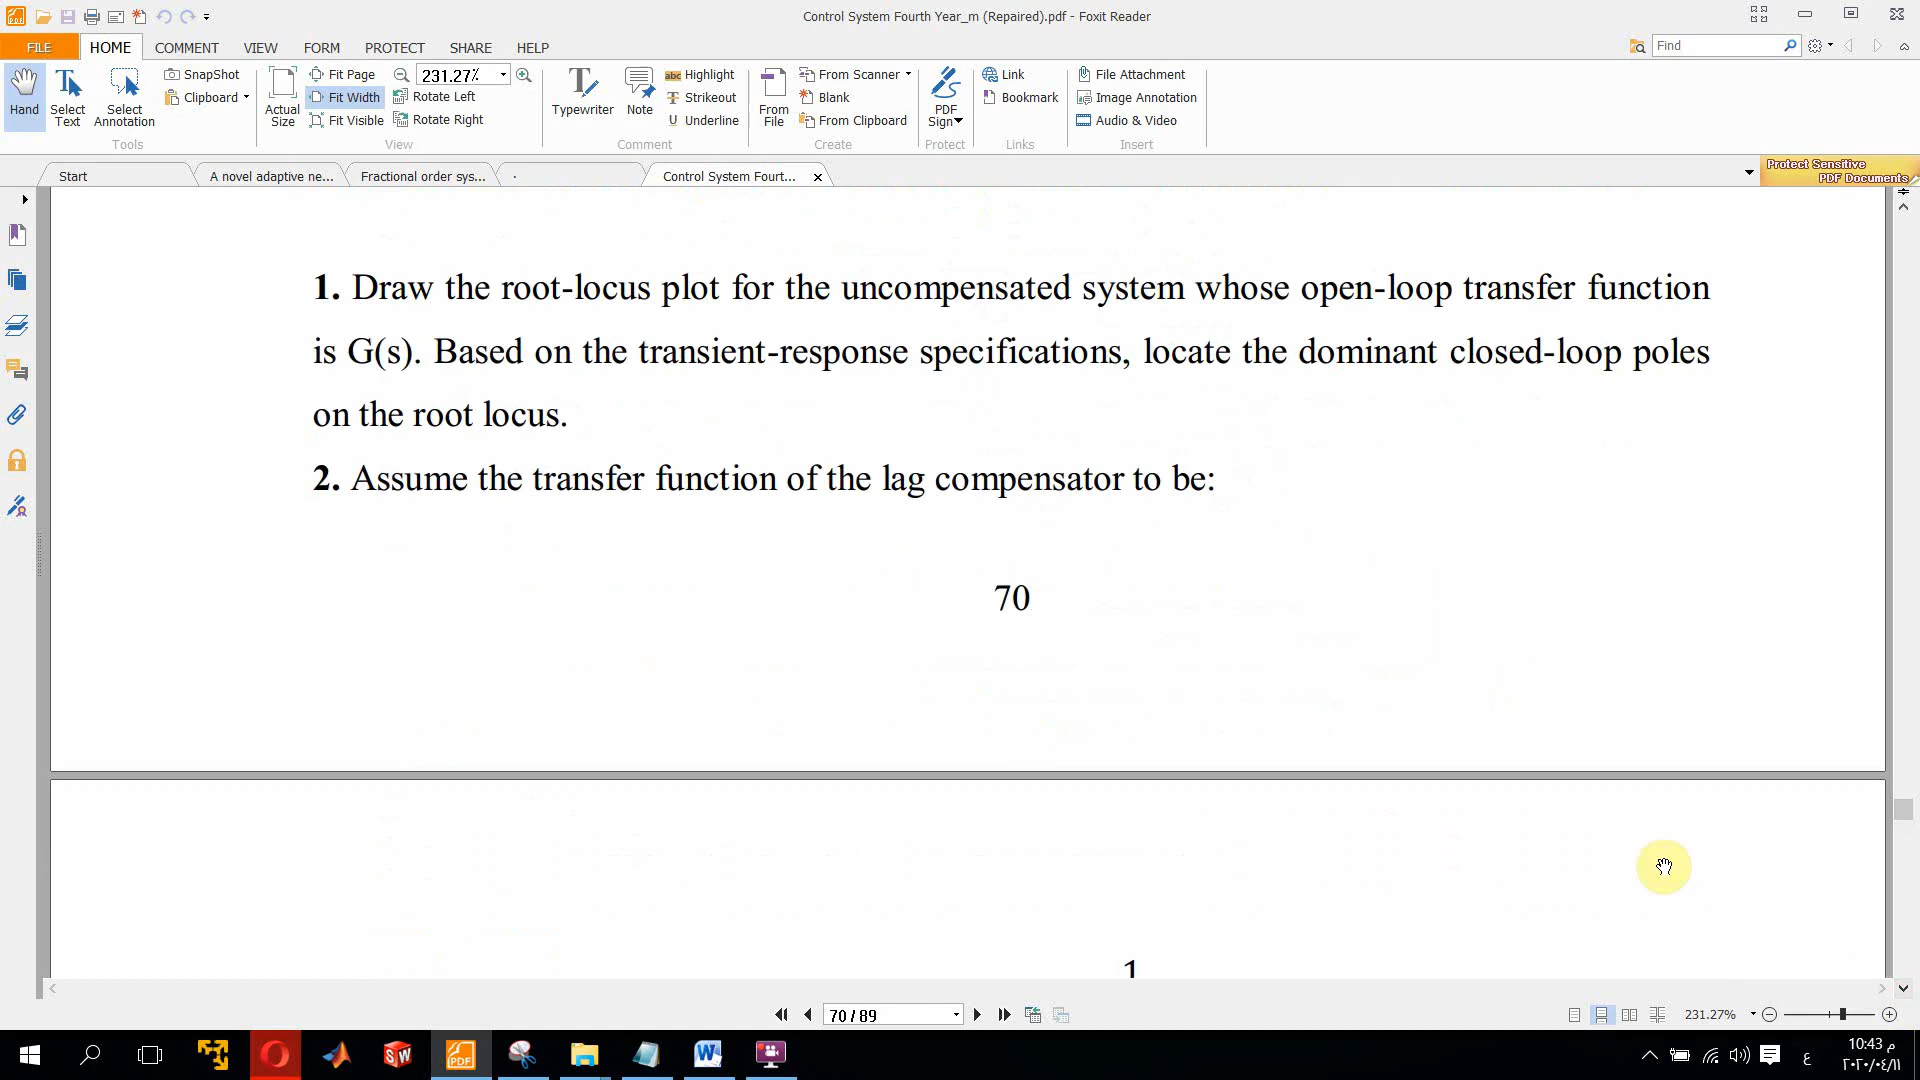 Control System Fourth Year_m (Repaired).pdf - Foxit Reader
FILE HOME COMMENT VIEW FORM PROTECT SHARE HELP
Find
Hand
Select Text
Select Annotation
SnapShot
Clipboard
Tools
Actual Size
Fit Page
Fit Width
Fit Visible
231.27%
Rotate Left
Rotate Right
View
Typewriter
Note
Highlight
Strikeout
Underline
Comment
From File
From Scanner
Blank
From Clipboard
Create
PDF Sign
Protect
Link
Bookmark
Links
File Attachment
Image Annotation
Audio & Video
Insert
Start
A novel adaptive ne...
Fractional order sys...
Control System Fourt...
Protect Sensitive
PDF Documents
1. Draw the root-locus plot for the uncompensated system whose open-loop transfer function
is G(s). Based on the transient-response specifications, locate the dominant closed-loop poles
on the root locus.
2. Assume the transfer function of the lag compensator to be:
70
1
70 / 89
231.27%
ع
10:43 م
٢٠٢٠/٠٤/١١